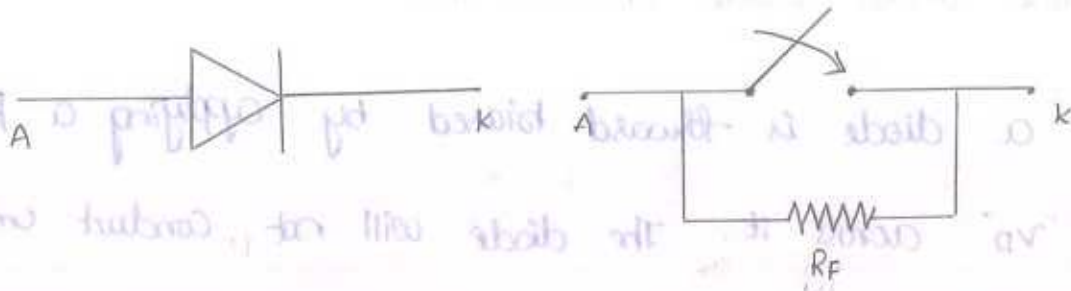 A K A K
a diode is forward biased by applying a
VD across it. The diode will not conduct
RF